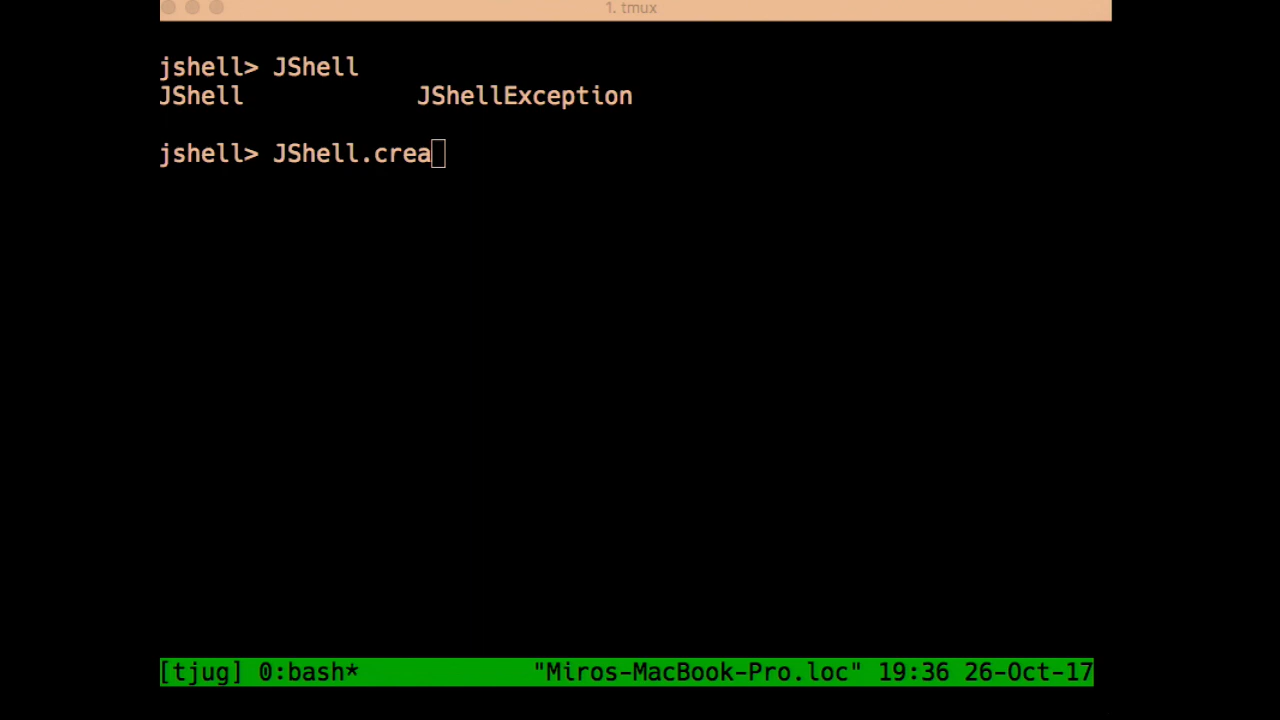 1. tmux
jshell> JShell
JShell JShellException
jshell> JShell.crea
[tjug] 0:bash* "Miros-MacBook-Pro.loc" 19:36 26-Oct-17